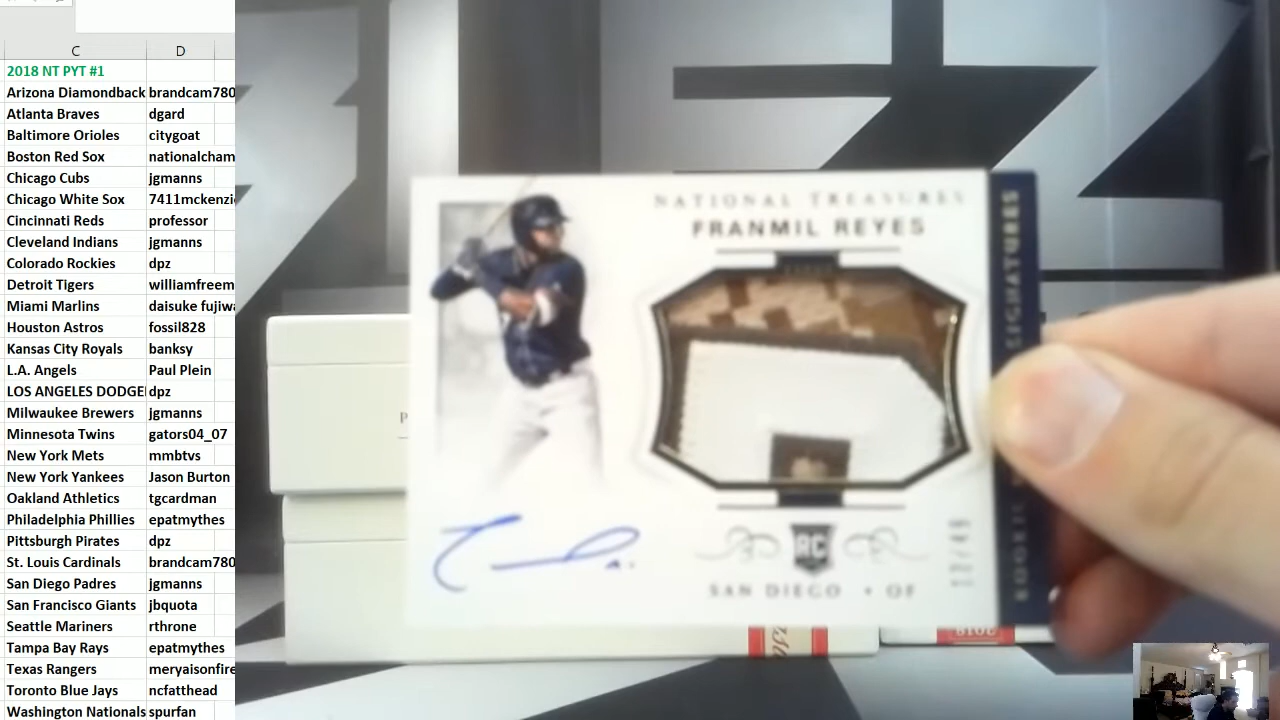 C D
2018 NT PYT #1
Arizona Diamondback brandcam780
Atlanta Braves dgard
Baltimore Orioles citygoat
Boston Red Sox nationalcham
Chicago Cubs jgmanns
Chicago White Sox 7411mckenzi
Cincinnati Reds professor
Cleveland Indians jgmanns
Colorado Rockies dpz
Detroit Tigers williamfreem
Miami Marlins daisuke fujiwa
Houston Astros fossil828
Kansas City Royals banksy
L.A. Angels Paul Plein
LOS ANGELES DODGE dpz
Milwaukee Brewers jgmanns
Minnesota Twins gators04_07
New York Mets mmbtvs
New York Yankees Jason Burton
Oakland Athletics tgcardman
Philadelphia Phillies epatmythes
Pittsburgh Pirates dpz
St. Louis Cardinals brandcam780
San Diego Padres jgmanns
San Francisco Giants jbquota
Seattle Mariners rthrone
Tampa Bay Rays epatmythes
Texas Rangers meryaisonfire
Toronto Blue Jays ncfatthead
Washington Nationals spurfan
NATIONAL TREASURES
FRANMIL REYES
RC
SAN DIEGO • OF
ROOKIE SIGNATURES
2018